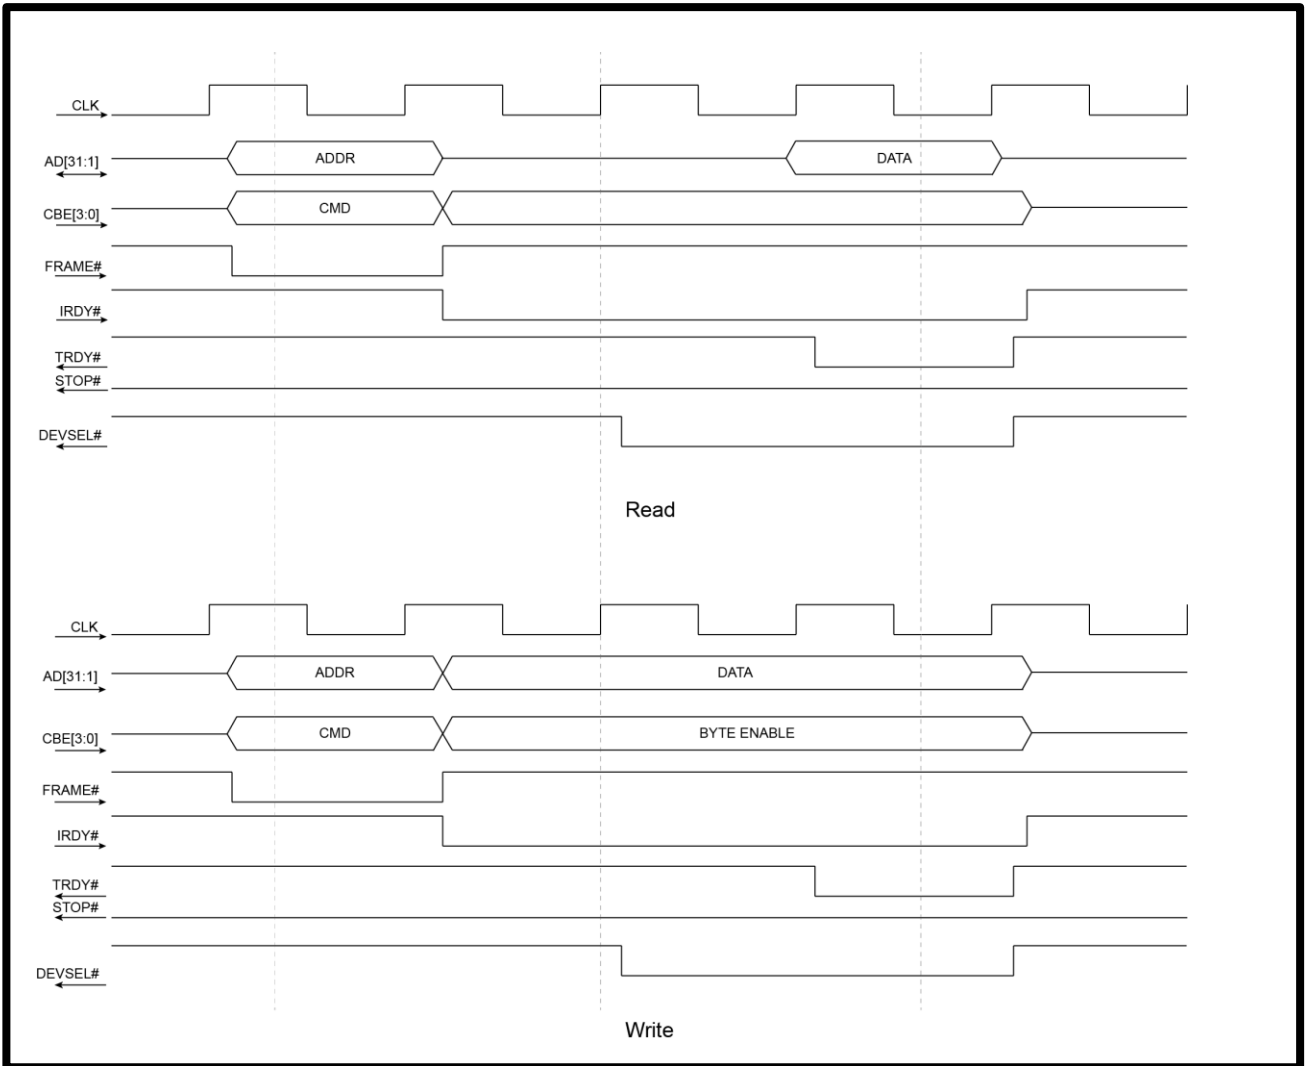 CLK
AD[31:1] ADDR DATA
CBE[3:0] CMD
FRAME#
IRDY#
TRDY#
STOP#
DEVSEL#
Read
CLK
AD[31:1] ADDR DATA
CBE[3:0] CMD BYTE ENABLE
FRAME#
IRDY#
TRDY#
STOP#
DEVSEL#
Write